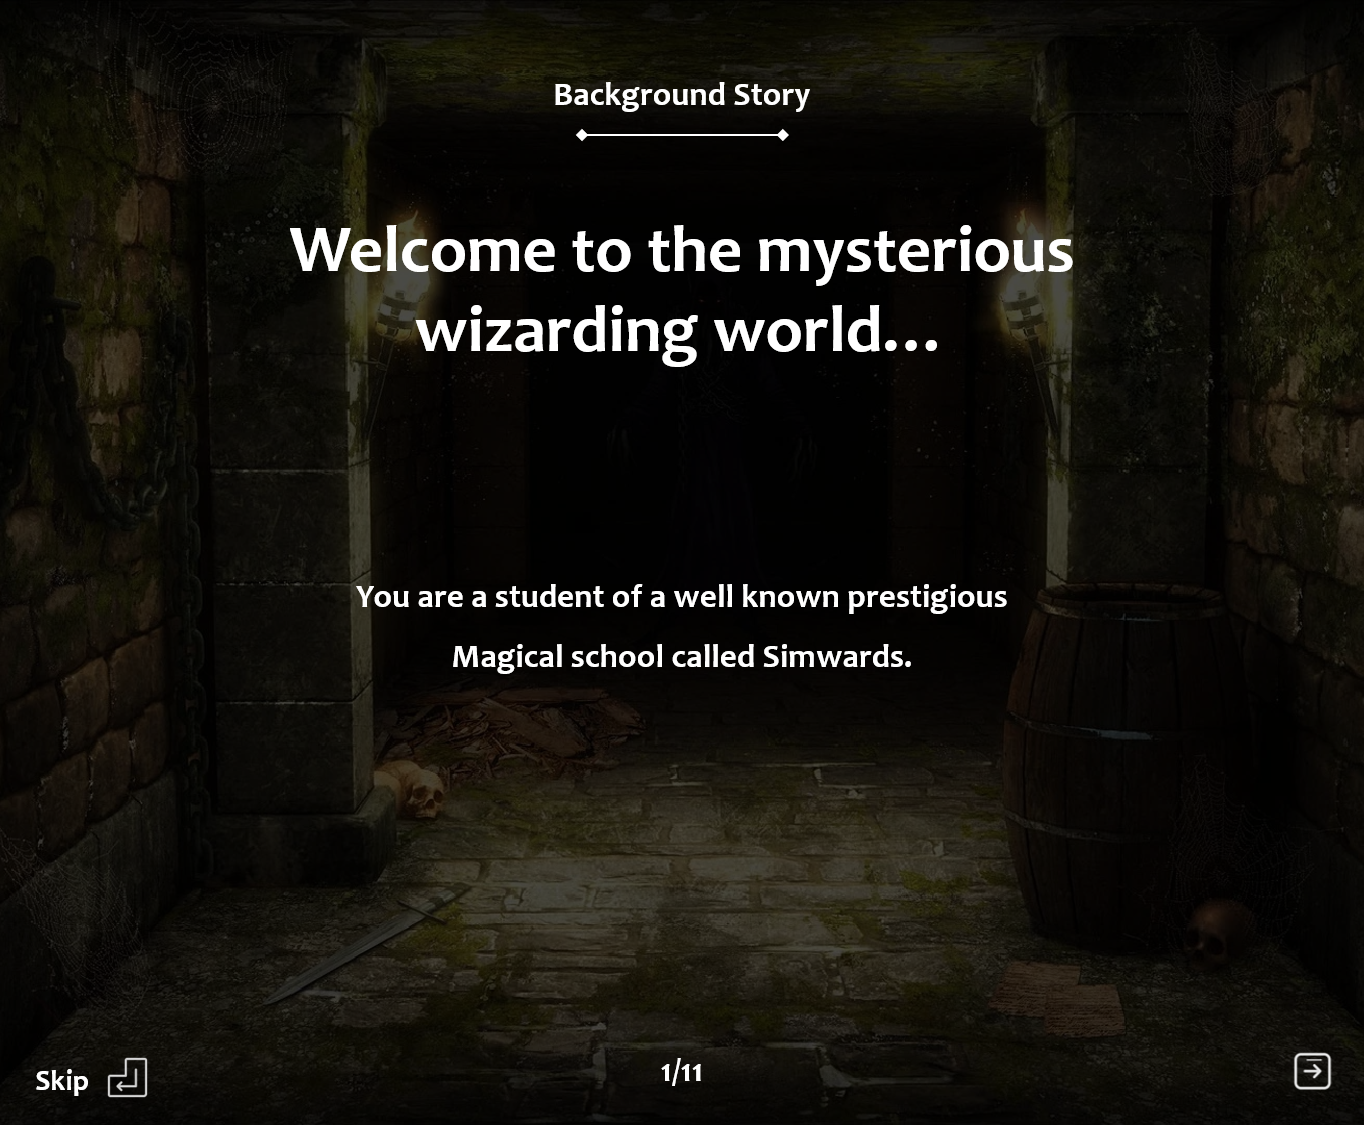 Background Story
Welcome to the mysterious
wizarding world...
You are a student of a well known prestigious
Magical school called Simwards.
Skip
1/11